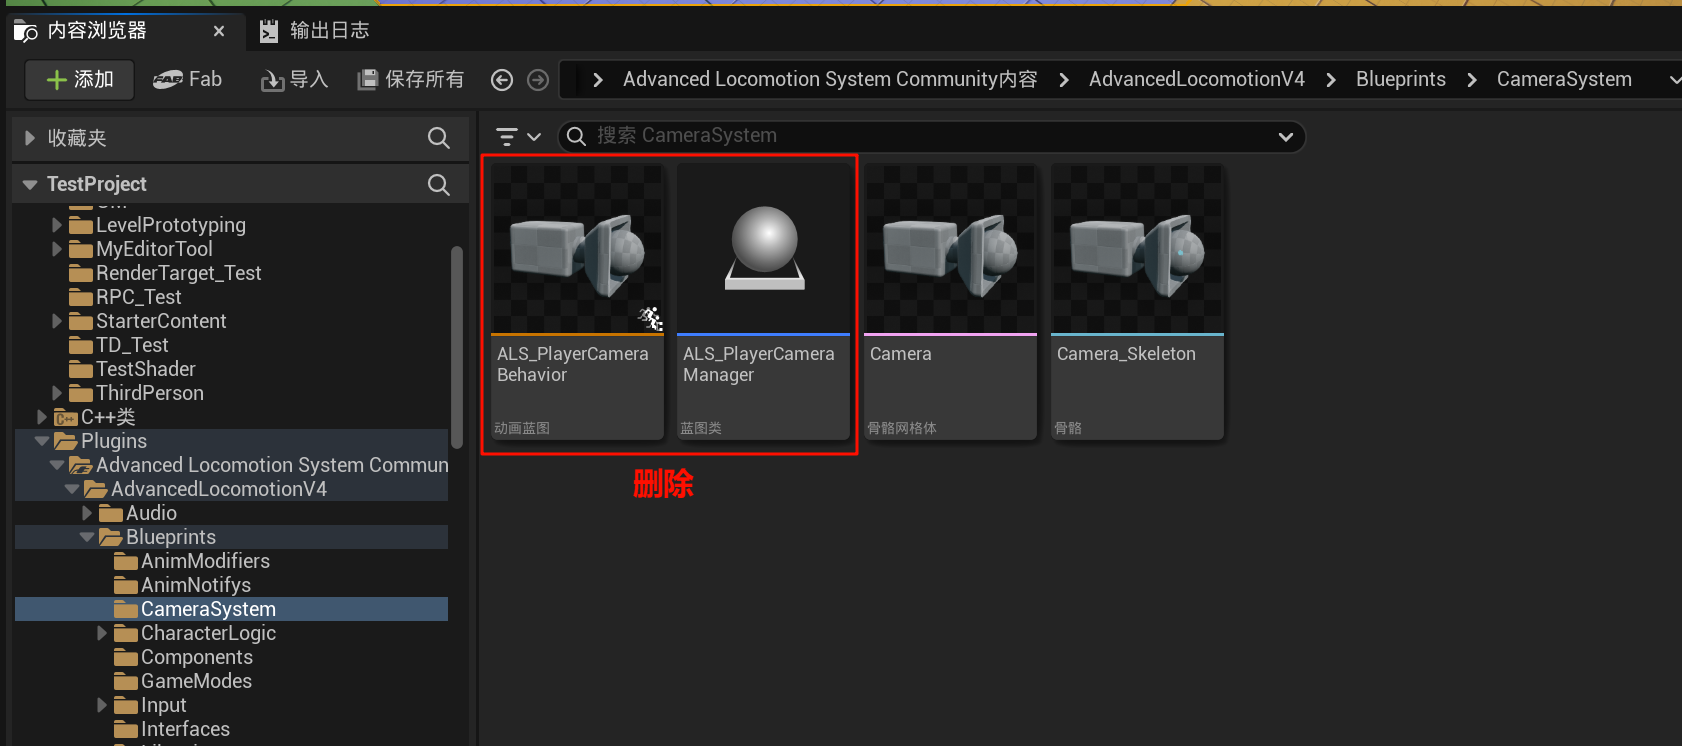 内容浏览器
输出日志
添加
Fab
导入
保存所有
Advanced Locomotion System Community内容
AdvancedLocomotionV4
Blueprints
CameraSystem
收藏夹
TestProject
LevelPrototyping
MyEditorTool
RenderTarget_Test
RPC_Test
StarterContent
TD_Test
TestShader
ThirdPerson
C++类
Plugins
Advanced Locomotion System Commun
AdvancedLocomotionV4
Audio
Blueprints
AnimModifiers
AnimNotifys
CameraSystem
CharacterLogic
Components
GameModes
Input
Interfaces
搜索 CameraSystem
ALS_PlayerCamera
Behavior
动画蓝图
ALS_PlayerCamera
Manager
蓝图类
Camera
骨骼网格体
Camera_Skeleton
骨骼
删除